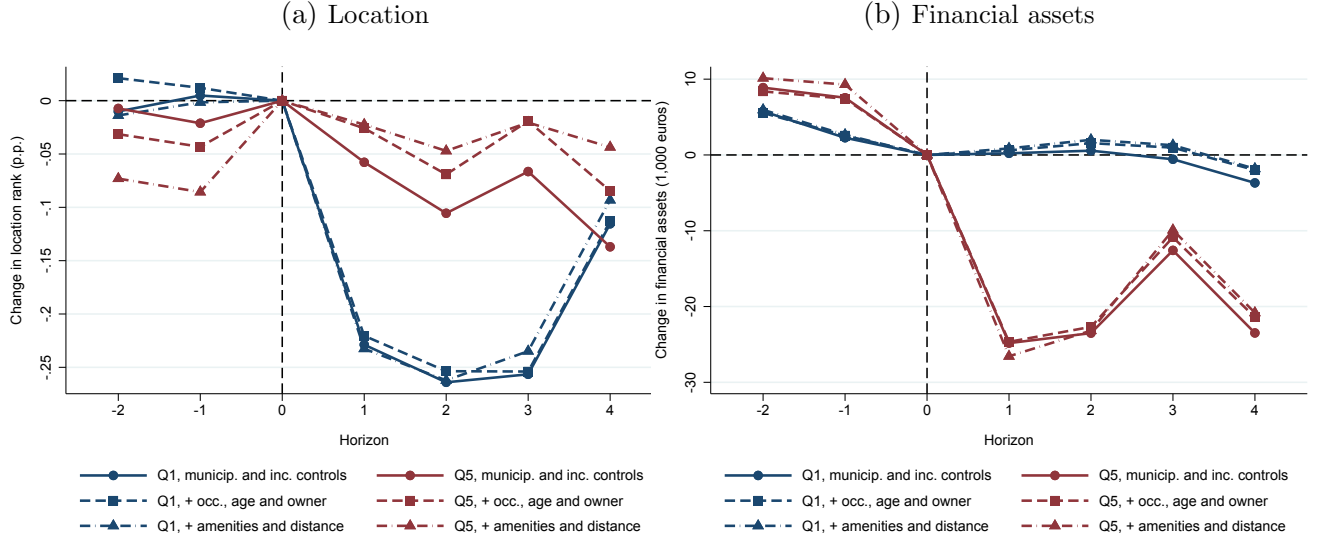 (a) Location
(b) Financial assets
Change in location rank (p.p.)
0
-.05
-.1
-.15
-.2
-.25
-2
-1
0
1
2
3
4
Horizon
Change in financial assets (1,000 euros)
10
0
-10
-20
-30
-2
-1
0
1
2
3
4
Horizon
Q1, municip. and inc. controls
Q5, municip. and inc. controls
Q1, + occ., age and owner
Q5, + occ., age and owner
Q1, + amenities and distance
Q5, + amenities and distance
Q1, municip. and inc. controls
Q5, municip. and inc. controls
Q1, + occ., age and owner
Q5, + occ., age and owner
Q1, + amenities and distance
Q5, + amenities and distance